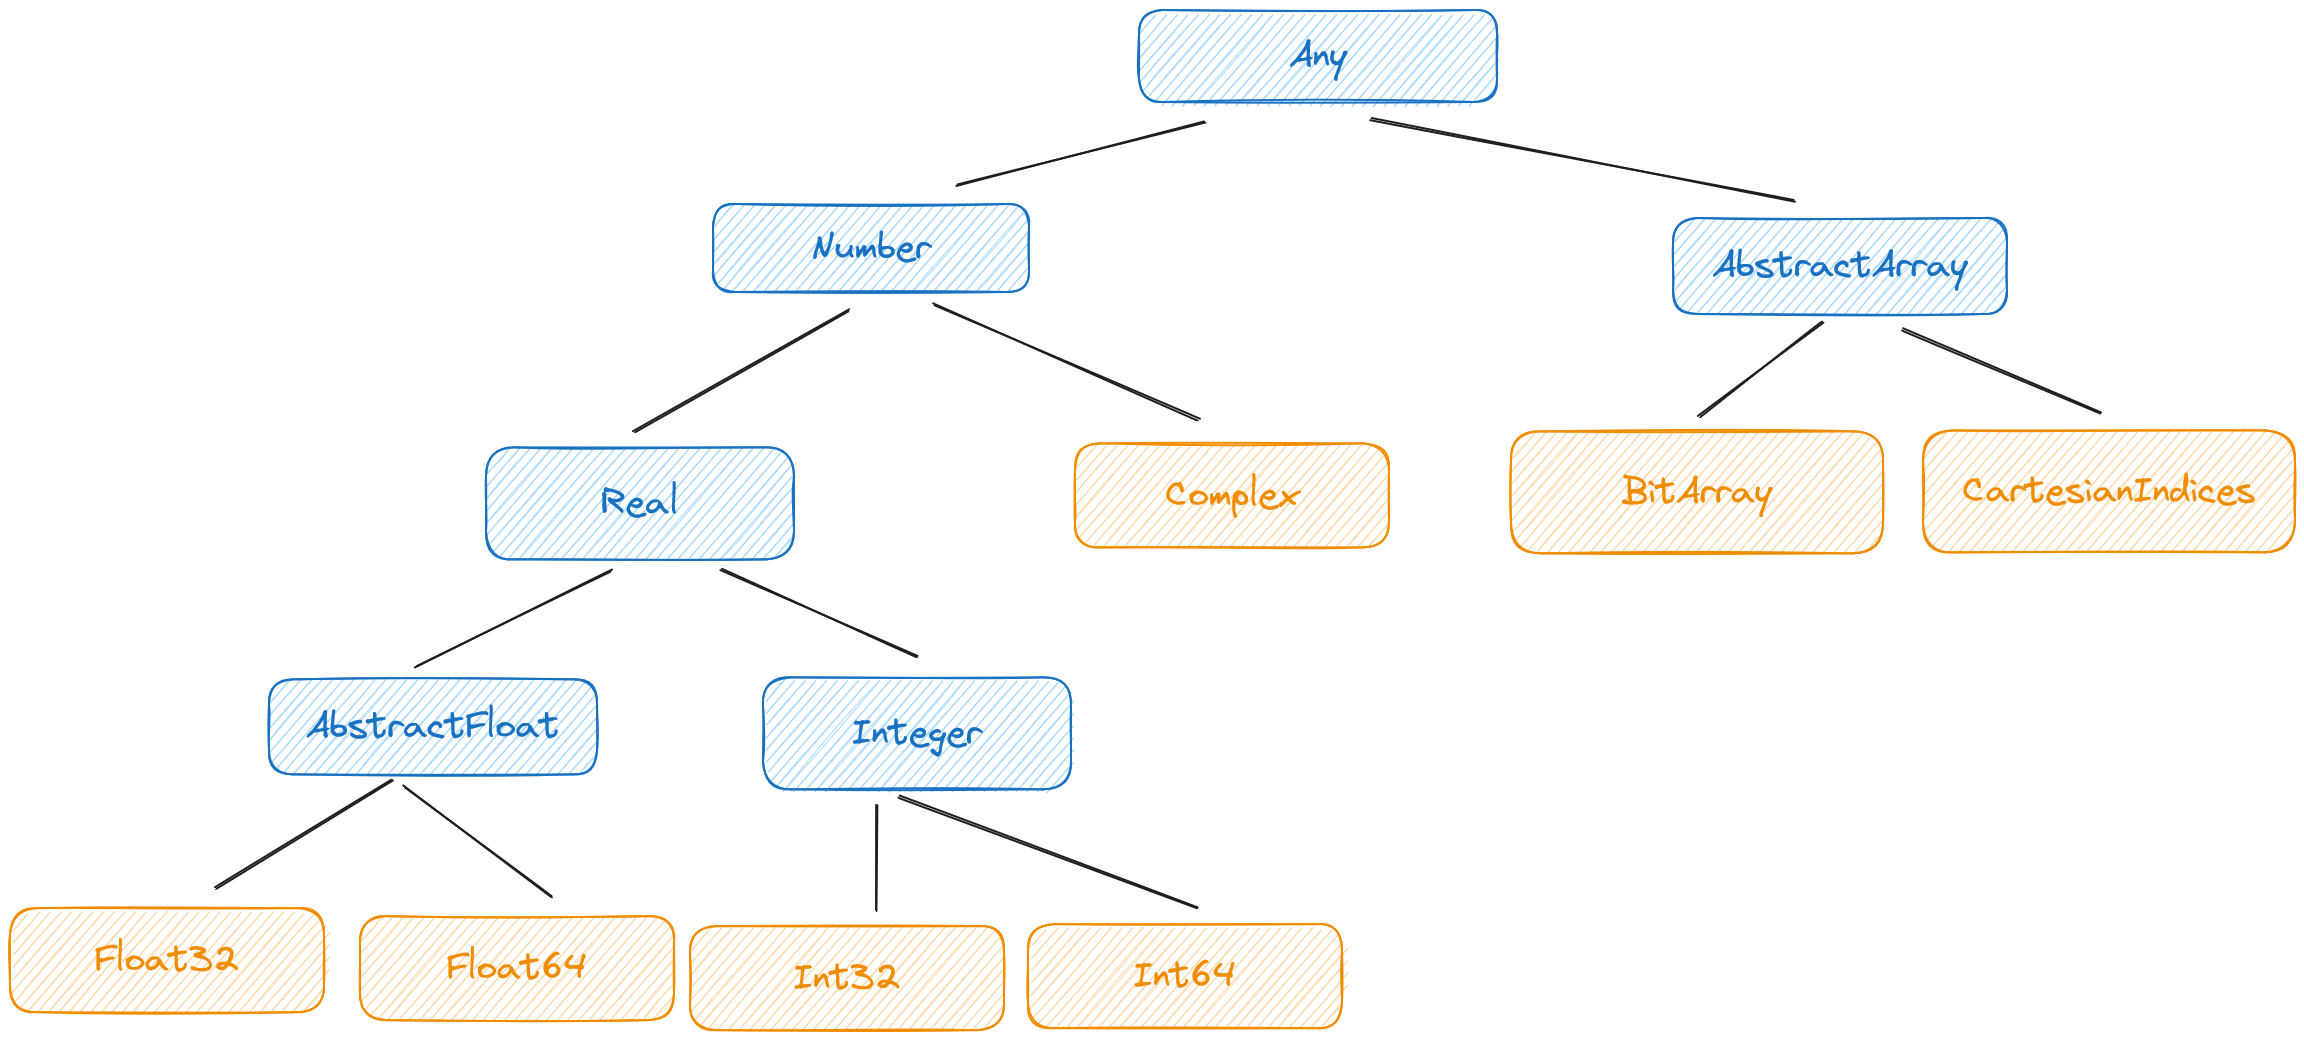 Any
Number
AbstractArray
Real
Complex
BitArray
CartesianIndices
AbstractFloat
Integer
Float32
Float64
Int32
Int64